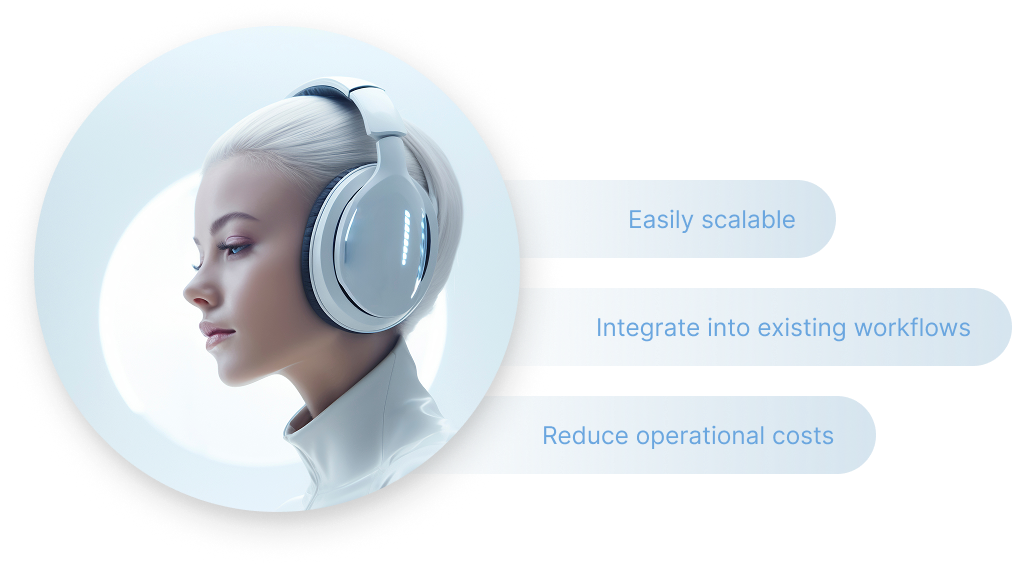 Easily scalable
Integrate into existing workflows
Reduce operational costs